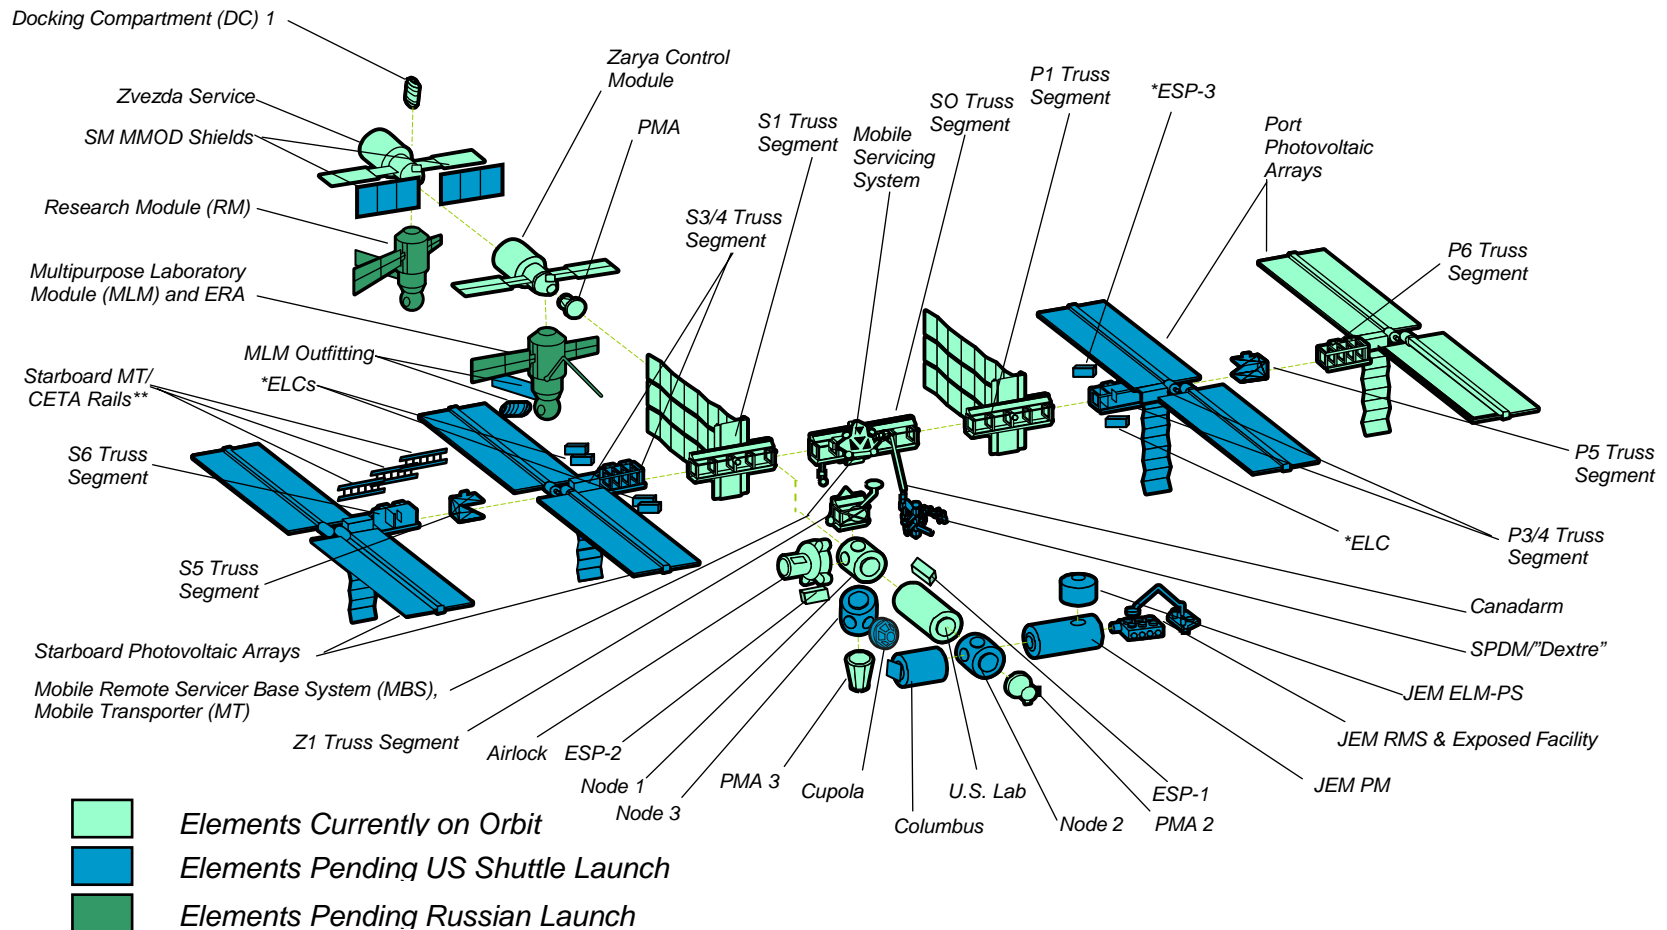 Docking Compartment (DC) 1
Zvezda Service
SM MMOD Shields
Research Module (RM)
Multipurpose Laboratory
Module (MLM) and ERA
MLM Outfitting
*ELCs
Starboard MT/
CETA Rails**
S6 Truss
Segment
S5 Truss
Segment
Starboard Photovoltaic Arrays
Mobile Remote Servicer Base System (MBS),
Mobile Transporter (MT)
Z1 Truss Segment
Airlock
ESP-2
Node 1
Node 3
PMA 3
Cupola
Columbus
U.S. Lab
Node 2
ESP-1
PMA 2
JEM PM
JEM RMS & Exposed Facility
JEM ELM-PS
SPDM/"Dextre"
Canadarm
P3/4 Truss
Segment
*ELC
P5 Truss
Segment
P6 Truss
Segment
Port
Photovoltaic
Arrays
*ESP-3
P1 Truss
Segment
SO Truss
Segment
Mobile
Servicing
System
S1 Truss
Segment
S3/4 Truss
Segment
PMA
Zarya Control
Module
Elements Currently on Orbit
Elements Pending US Shuttle Launch
Elements Pending Russian Launch